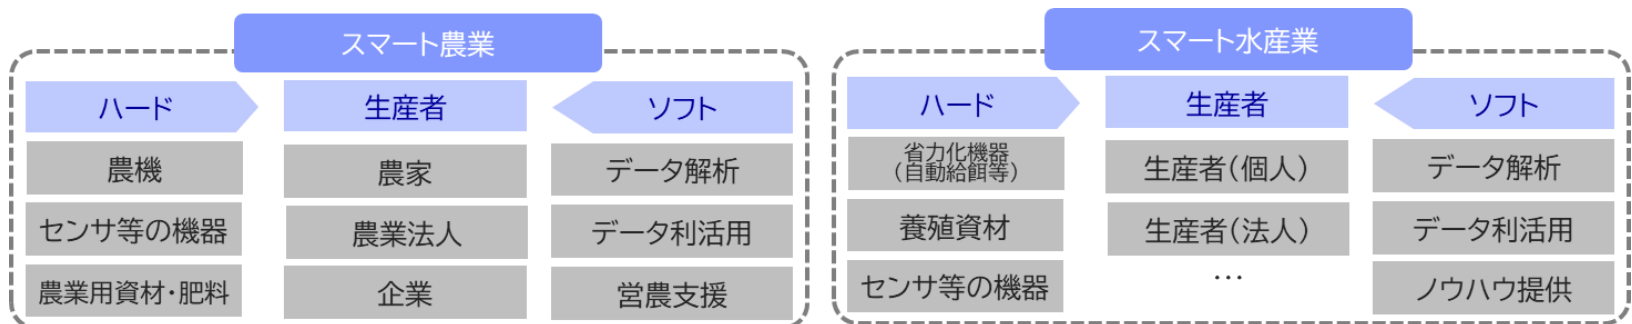 スマート農業
ハード
生産者
ソフト
農機
農家
データ解析
センサ等の機器
農業法人
データ利活用
農業用資材・肥料
企業
営農支援
スマート水産業
ハード
生産者
ソフト
省力化機器
(自動給餌等)
生産者(個人)
データ解析
養殖資材
生産者(法人)
データ利活用
センサ等の機器
…
ノウハウ提供